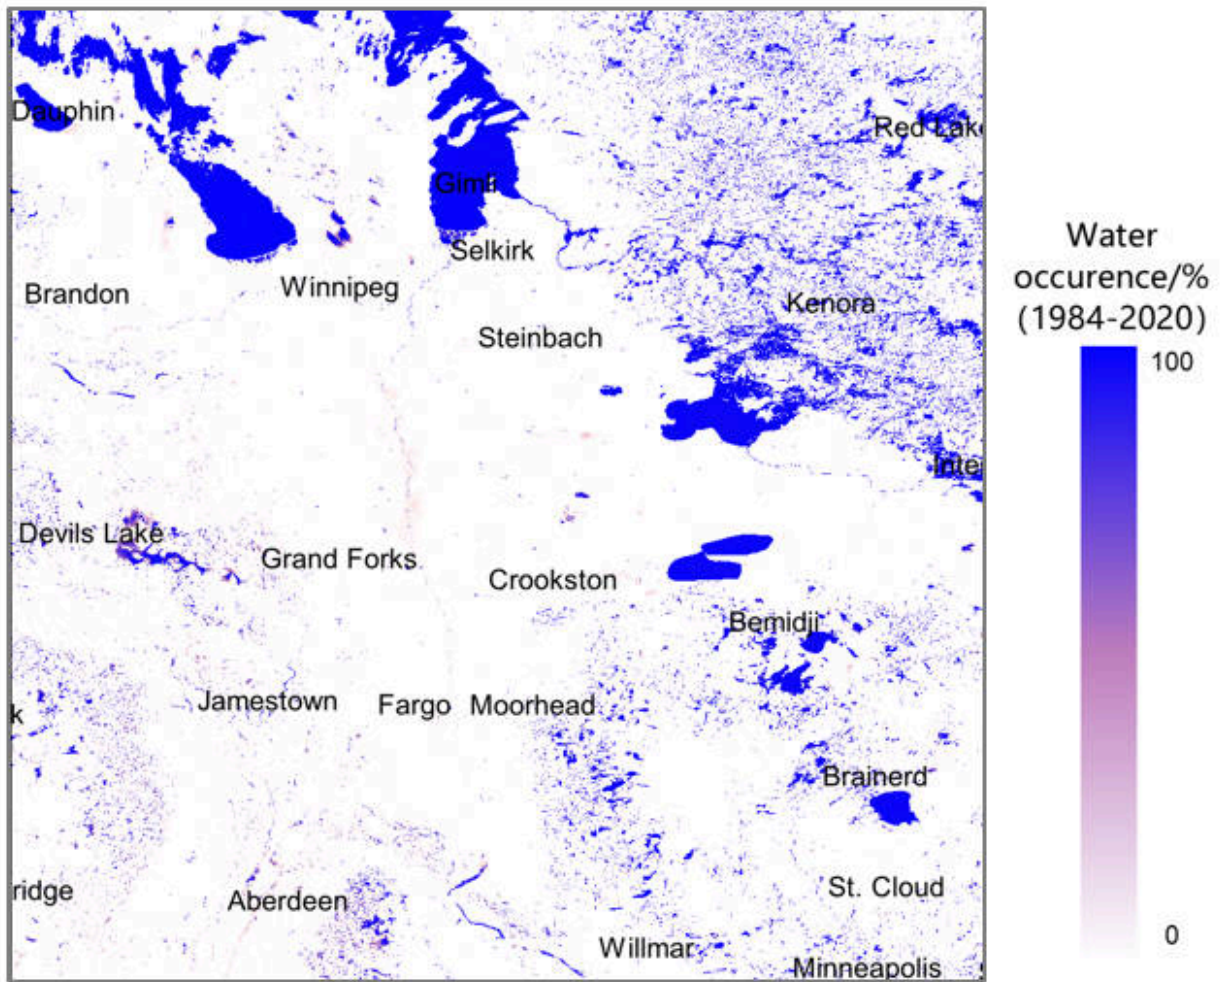 Dauphin
Red Lake
Gimli
Selkirk
Winnipeg
Brandon
Kenora
Steinbach
Inte
Devils Lake
Grand Forks
Crookston
Bemidji
Jamestown
Fargo
Moorhead
k
Brainerd
ridge
Aberdeen
St. Cloud
Willmar
Minneapolis
Water
occurence/%
(1984-2020)
100
0